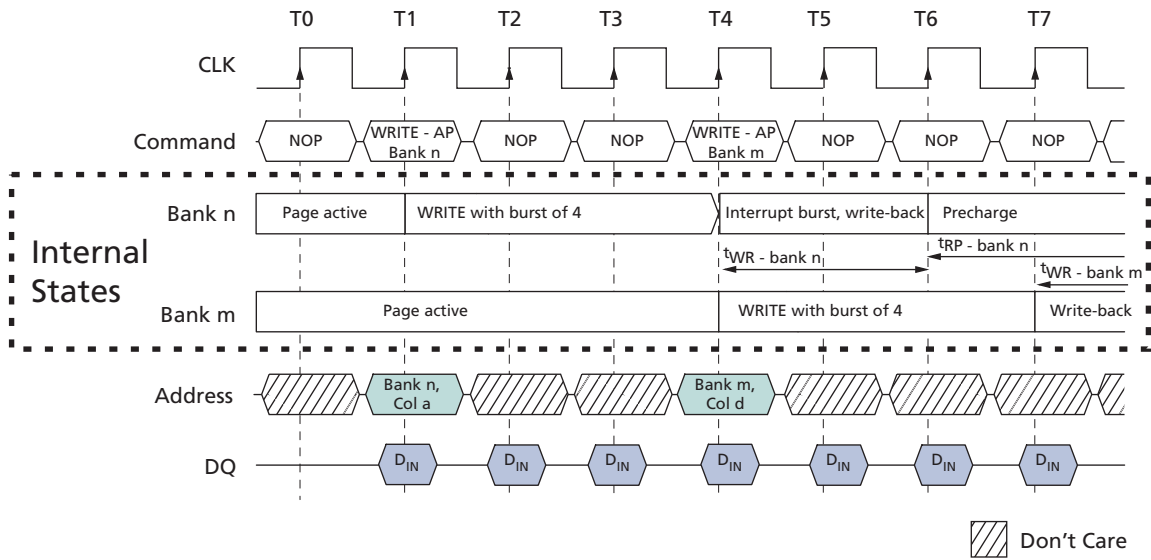 T0 T1 T2 T3 T4 T5 T6 T7
CLK
Command NOP WRITE - AP Bank n NOP NOP WRITE - AP Bank m NOP NOP NOP
Internal States
Bank n Page active WRITE with burst of 4 Interrupt burst, write-back Precharge
tWR - bank n tRP - bank n
tWR - bank m
Bank m Page active WRITE with burst of 4 Write-back
Address Bank n, Col a Bank m, Col d
DQ DIN DIN DIN DIN DIN DIN DIN
Don't Care